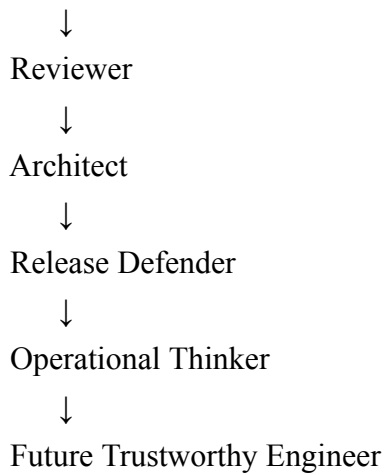 ↓
Reviewer
↓
Architect
↓
Release Defender
↓
Operational Thinker
↓
Future Trustworthy Engineer